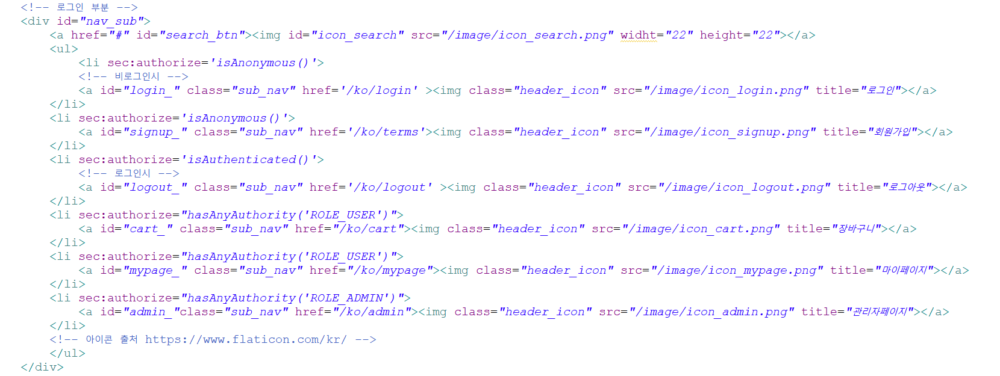 <!-- 로그인 부분 -->
<div id="nav_sub">
<a href="#" id="search_btn"><img id="icon_search" src="/image/icon_search.png" widht="22" height="22"></a>
<ul>
<li sec:authorize='isAnonymous()'>
<!-- 비로그인시 -->
<a id="login_" class="sub_nav" href='/ko/login' ><img class="header_icon" src="/image/icon_login.png" title="로그인"></a>
</li>
<li sec:authorize='isAnonymous()'>
<a id="signup_" class="sub_nav" href='/ko/terms'><img class="header_icon" src="/image/icon_signup.png" title="회원가입"></a>
</li>
<li sec:authorize='isAuthenticated()'>
<!-- 로그인시 -->
<a id="logout_" class="sub_nav" href='/ko/logout' ><img class="header_icon" src="/image/icon_logout.png" title="로그아웃"></a>
</li>
<li sec:authorize="hasAnyAuthority('ROLE_USER')">
<a id="cart_" class="sub_nav" href="/ko/cart"><img class="header_icon" src="/image/icon_cart.png" title="장바구니"></a>
</li>
<li sec:authorize="hasAnyAuthority('ROLE_USER')">
<a id="mypage_" class="sub_nav" href="/ko/mypage"><img class="header_icon" src="/image/icon_mypage.png" title="마이페이지"></a>
</li>
<li sec:authorize="hasAnyAuthority('ROLE_ADMIN')">
<a id="admin_"class="sub_nav" href="/ko/admin"><img class="header_icon" src="/image/icon_admin.png" title="관리자페이지"></a>
</li>
<!-- 아이콘 출처 https://www.flaticon.com/kr/ -->
</ul>
</div>